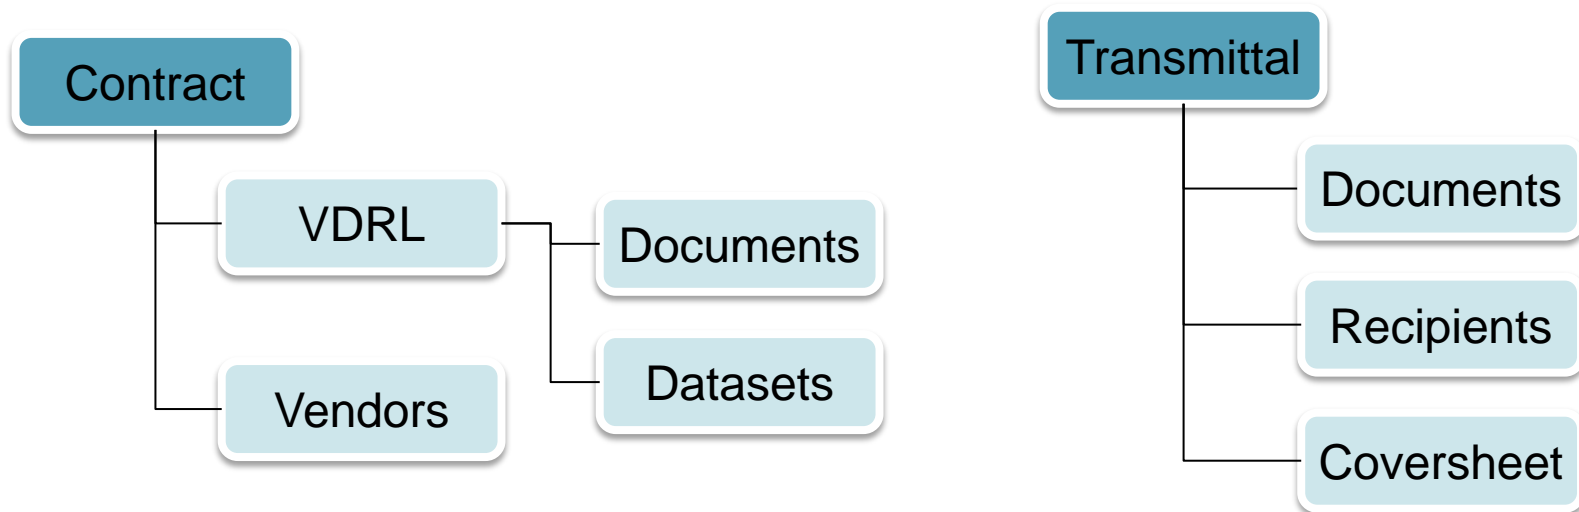 Contract
VDRL
Documents
Datasets
Vendors
Transmittal
Documents
Recipients
Coversheet